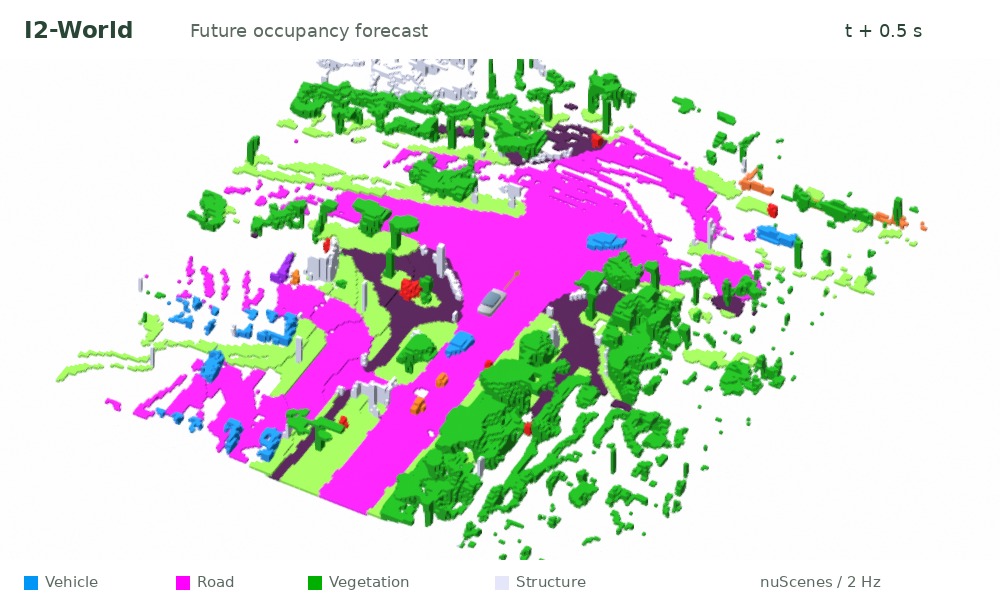 I2-World Future occupancy forecast t + 0.5 s
Vehicle Road Vegetation Structure nuScenes / 2 Hz